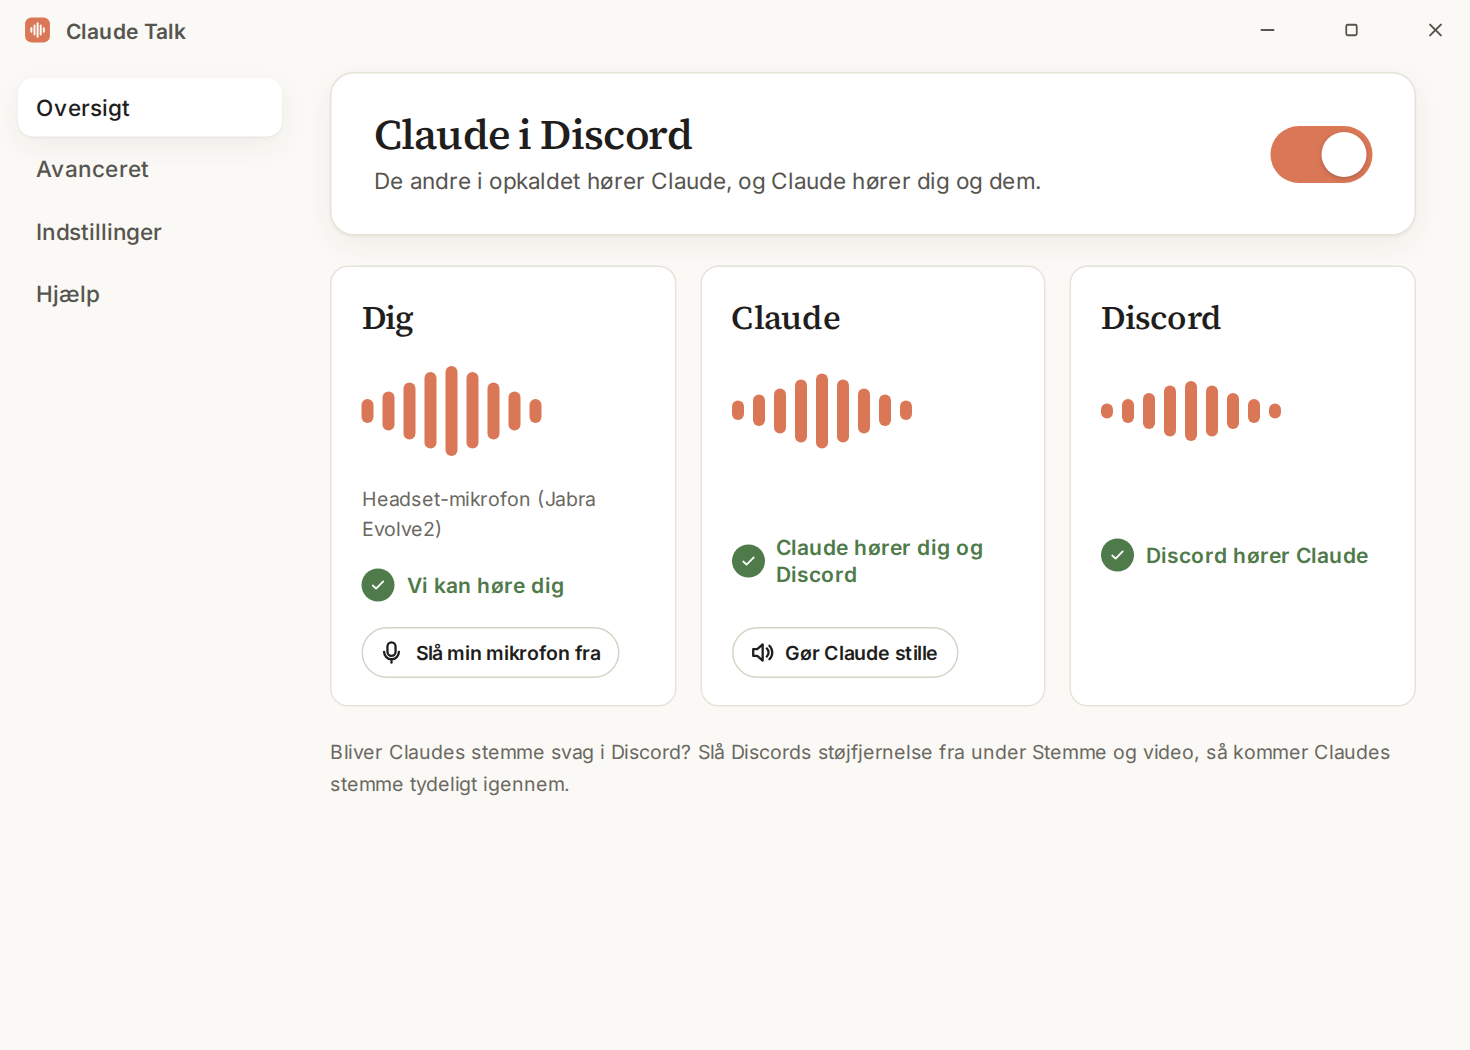 Claude Talk
Oversigt
Avanceret
Indstillinger
Hjælp
Claude i Discord
De andre i opkaldet hører Claude, og Claude hører dig og dem.
Dig
Headset-mikrofon (Jabra
Evolve2)
Vi kan høre dig
Slå min mikrofon fra
Claude
Claude hører dig og
Discord
Gør Claude stille
Discord
Discord hører Claude
Bliver Claudes stemme svag i Discord? Slå Discords støjfjernelse fra under Stemme og video, så kommer Claudes
stemme tydeligt igennem.